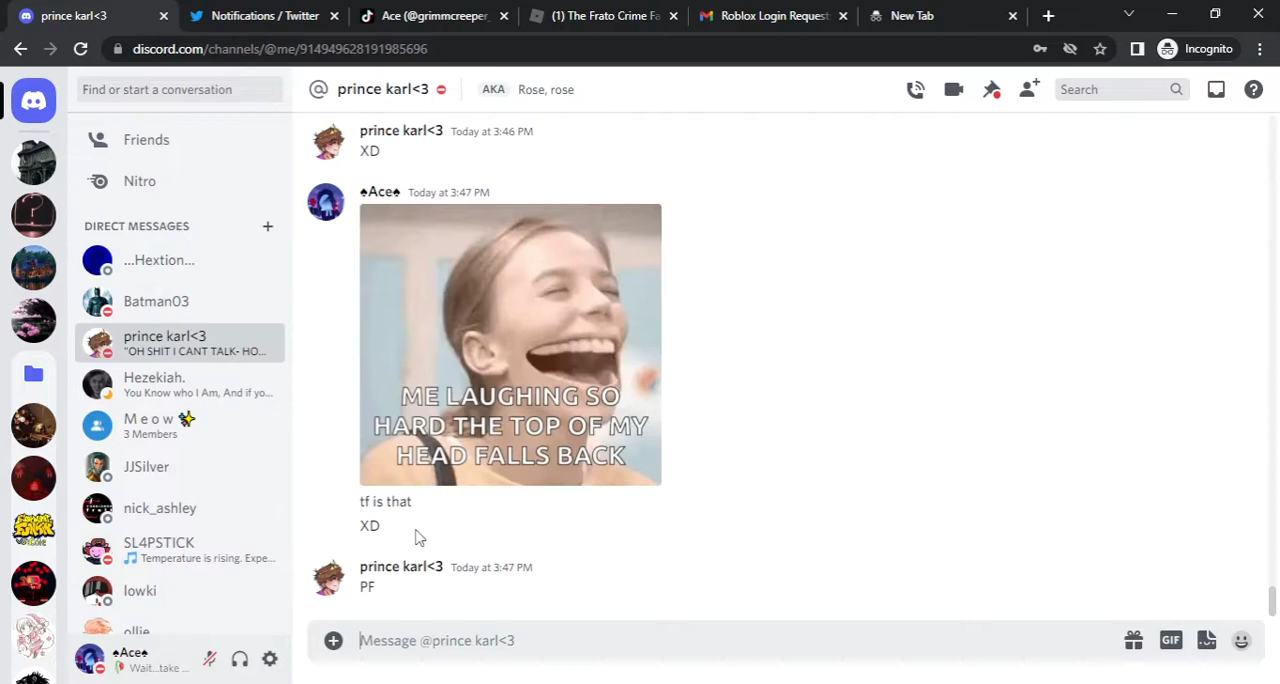 prince karl<3
Notifications / Twitter
Ace (@grimmcreeper_
(1) The Frato Crime Fa
Roblox Login Request
New Tab
discord.com/channels/@me/914949628191985696
Incognito
Find or start a conversation
prince karl<3
AKA
Rose, rose
Search
Friends
Nitro
DIRECT MESSAGES
...Hextion...
Batman03
prince karl<3
"OH SHIT I CANT TALK- HO...
Hezekiah.
You Know who I Am, And if yo...
M e o w ✨
3 Members
JJSilver
nick_ashley
SL4PSTICK
🎵 Temperature is rising. Expe...
lowki
ollie
♠Ace♠
Wait...take ...
prince karl<3 Today at 3:46 PM
XD
♠Ace♠ Today at 3:47 PM
ME LAUGHING SO
HARD THE TOP OF MY
HEAD FALLS BACK
tf is that
XD
prince karl<3 Today at 3:47 PM
PF
Message @prince karl<3
GIF